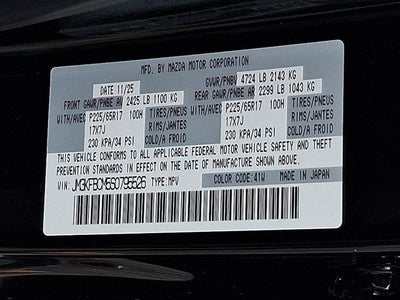 MFD. BY MAZDA MOTOR CORPORATION
DATE 11/25 GVWR/PNBV 4724 LB 2143 KG
FRONT GAWR/PNBE AV 2425 LB 1100 KG REAR GAWR/PNBE AR 2299 LB 1043 KG
WITH/AVEC P225/65R17 100H TIRES/PNEUS WITH/AVEC P225/65R17 100H TIRES/PNEUS
17X7J RIMS/JANTES 17X7J RIMS/JANTES
230 KPA/34 PSI COLD/A FROID 230 KPA/34 PSI COLD/A FROID
THIS VEHICLE CONFORMS TO ALL APPLICABLE FEDERAL MOTOR VEHICLE SAFETY AND THEFT
PREVENTION STANDARDS IN EFFECT ON THE DATE OF MANUFACTURE SHOWN ABOVE.
VIN: TYPE:MPV COLOR CODE:41W MADE IN JAPAN